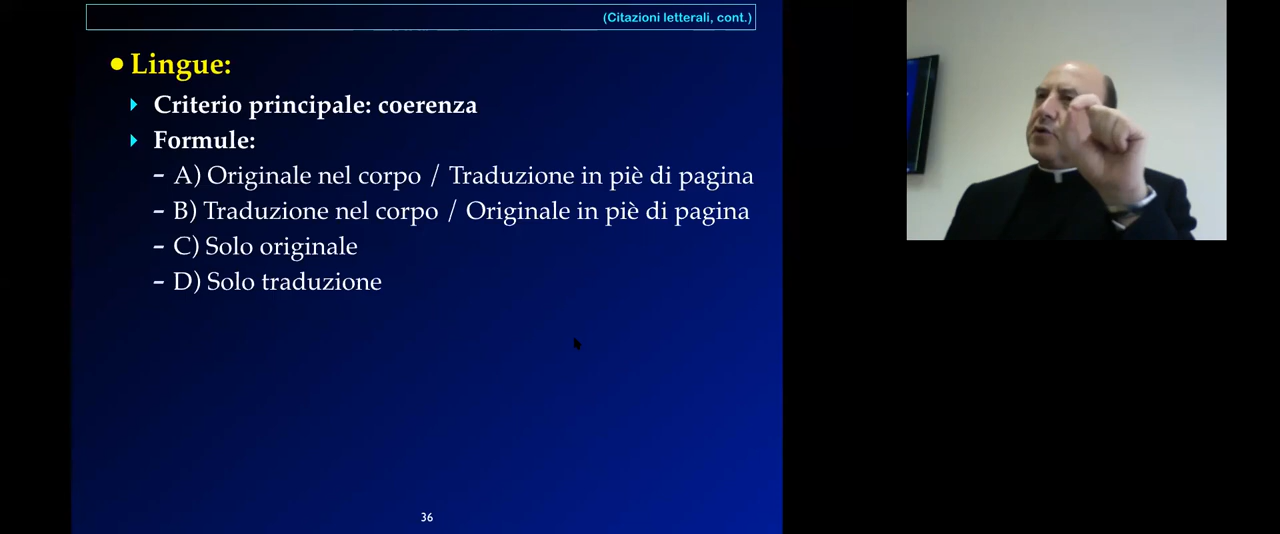 (Citazioni letterali, cont.)
•Lingue:
Criterio principale: coerenza
Formule:
- A) Originale nel corpo / Traduzione in piè di pagina
- B) Traduzione nel corpo / Originale in piè di pagina
- C) Solo originale
- D) Solo traduzione
36